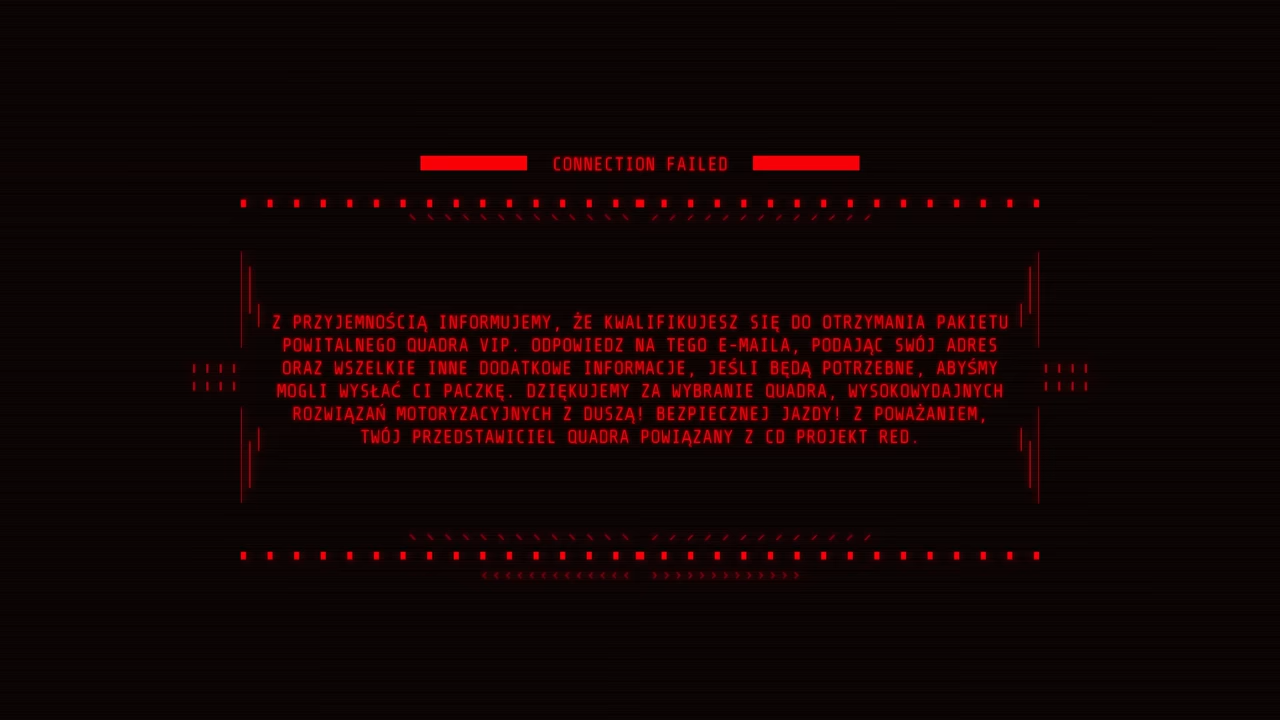 CONNECTION FAILED
Z PRZYJEMNOŚCIĄ INFORMUJEMY, ŻE KWALIFIKUJESZ SIĘ DO OTRZYMANIA PAKIETU
POWITALNEGO QUADRA VIP. ODPOWIEDZ NA TEGO E-MAILA, PODAJĄC SWÓJ ADRES
ORAZ WSZELKIE INNE DODATKOWE INFORMACJE, JEŚLI BĘDĄ POTRZEBNE, ABYŚMY
MOGLI WYSŁAĆ CI PACZKĘ. DZIĘKUJEMY ZA WYBRANIE QUADRA, WYSOKOWYDAJNYCH
ROZWIĄZAŃ MOTORYZACYJNYCH Z DUSZĄ! BEZPIECZNEJ JAZDY! Z POWAŻANIEM,
TWÓJ PRZEDSTAWICIEL QUADRA POWIĄZANY Z CD PROJEKT RED.